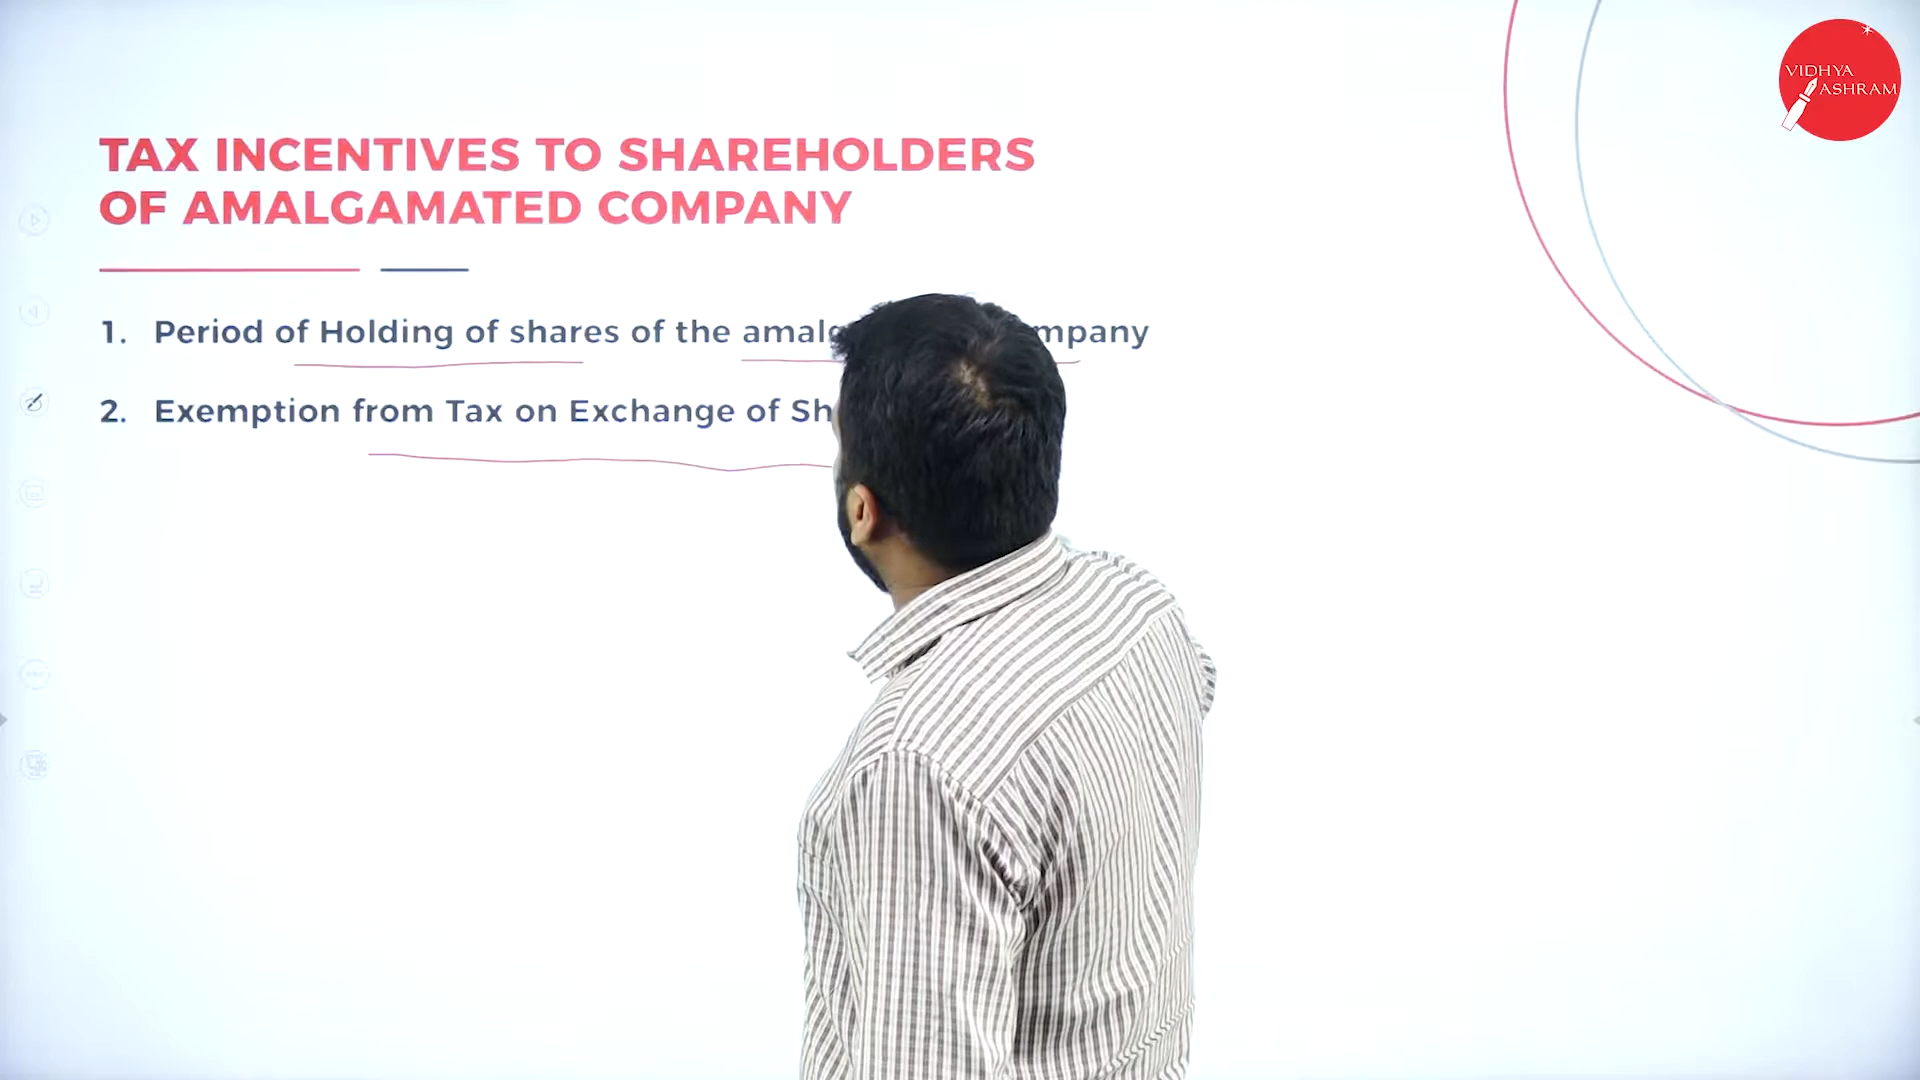 VIDHYA
ASHRAM
TAX INCENTIVES TO SHAREHOLDERS
OF AMALGAMATED COMPANY
1. Period of Holding of shares of the
2. Exemption from Tax on Exchange of